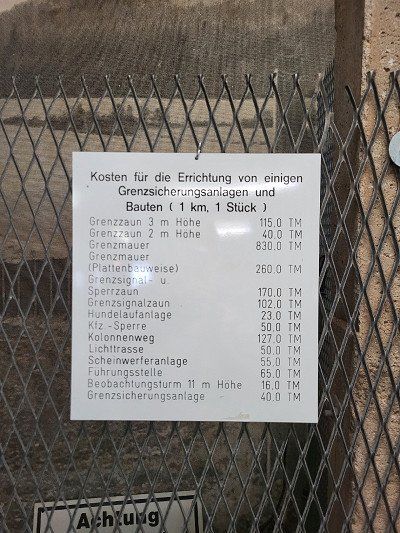 Kosten für die Errichtung von einigen
Grenzsicherungsanlagen und
Bauten ( 1 km, 1 Stück )
Grenzzaun 3 m Höhe 115.0 TM
Grenzzaun 2 m Höhe 40.0 TM
Grenzmauer 830.0 TM
Grenzmauer
(Plattenbauweise) 260.0 TM
Grenzsignal- u.
Sperrzaun 170.0 TM
Grenzsignalzaun 102.0 TM
Hundelaufanlage 23.0 TM
Kfz.-Sperre 50.0 TM
Kolonnenweg 127.0 TM
Lichttrasse 50.0 TM
Scheinwerferanlage 55.0 TM
Führungsstelle 65.0 TM
Beobachtungsturm 11 m Höhe 16.0 TM
Grenzsicherungsanlage 40.0 TM
Achtung